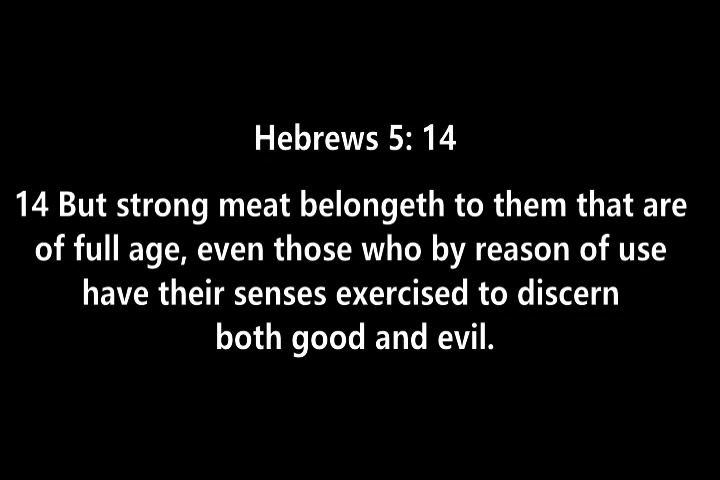 Hebrews 5: 14
14 But strong meat belongeth to them that are
of full age, even those who by reason of use
have their senses exercised to discern
both good and evil.